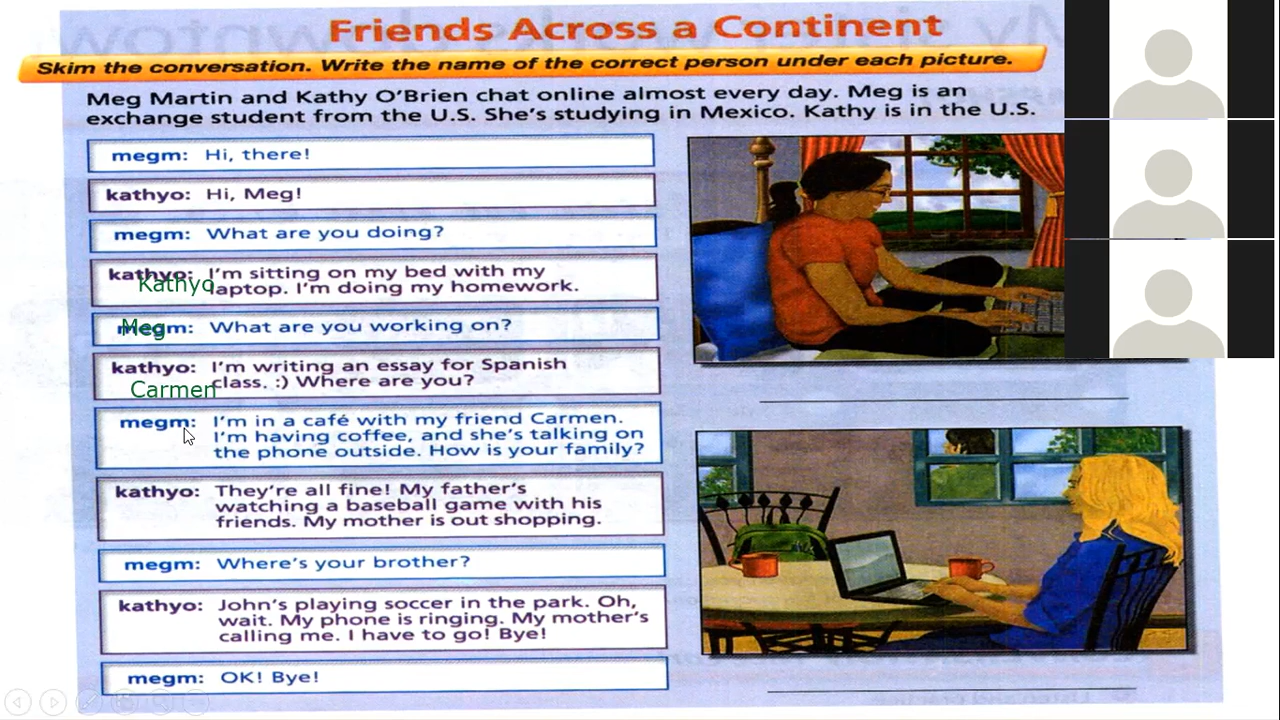 Friends Across a Continent
Skim the conversation. Write the name of the correct person under each picture.
Meg Martin and Kathy O'Brien chat online almost every day. Meg is an
exchange student from the U.S. She's studying in Mexico. Kathy is in the U.S.
megm: Hi, there!
kathyo: Hi, Meg!
megm: What are you doing?
kathyo: I'm sitting on my bed with my
laptop. I'm doing my homework.
Kathyo
megm: What are you working on?
Meg
kathyo: I'm writing an essay for Spanish
class. :) Where are you?
Carmen
megm: I'm in a café with my friend Carmen.
I'm having coffee, and she's talking on
the phone outside. How is your family?
kathyo: They're all fine! My father's
watching a baseball game with his
friends. My mother is out shopping.
megm: Where's your brother?
kathyo: John's playing soccer in the park. Oh,
wait. My phone is ringing. My mother's
calling me. I have to go! Bye!
megm: OK! Bye!